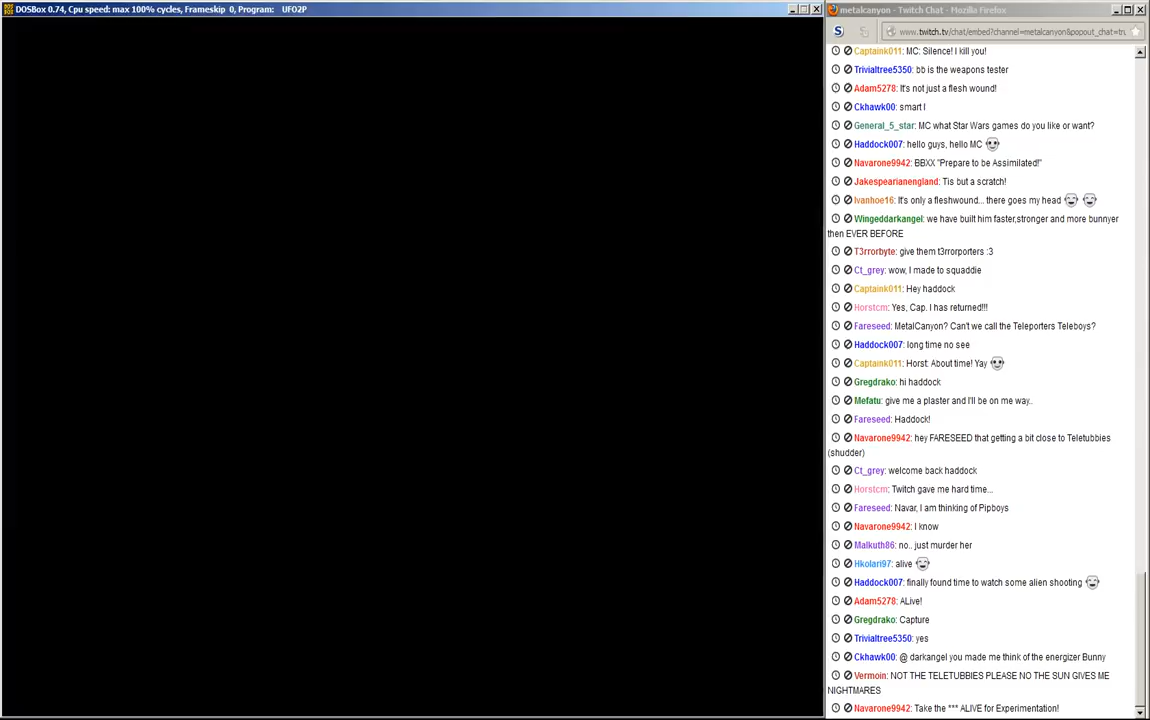 DOSBox 0.74, Cpu speed: max 100% cycles, Frameskip 0, Program: UFO2P
metalcanyon - Twitch Chat - Mozilla Firefox
www.twitch.tv/chat/embed?channel=metalcanyon&popout_chat=tru
Captaink011: MC: Silence! I kill you!
Trivialtree5350: bb is the weapons tester
Adam5278: It's not just a flesh wound!
Ckhawk00: smart l
General_5_star: MC what Star Wars games do you like or want?
Haddock007: hello guys, hello MC
Navarone9942: BBXX "Prepare to be Assimilated!"
Jakespearianengland: Tis but a scratch!
Ivanhoe16: It's only a fleshwound... there goes my head
Wingeddarkangel: we have built him faster,stronger and more bunnyer
then EVER BEFORE
T3rrorbyte: give them t3rrorporters :3
Ct_grey: wow, I made to squaddie
Captaink011: Hey haddock
Horstcm: Yes, Cap. I has returned!!!
Fareseed: MetalCanyon? Can't we call the Teleporters Teleboys?
Haddock007: long time no see
Captaink011: Horst: About time! Yay
Gregdrako: hi haddock
Mefatu: give me a plaster and I'll be on me way..
Fareseed: Haddock!
Navarone9942: hey FARESEED that getting a bit close to Teletubbies
(shudder)
Ct_grey: welcome back haddock
Horstcm: Twitch gave me hard time...
Fareseed: Navar, I am thinking of Pipboys
Navarone9942: I know
Malkuth86: no.. just murder her
Hkolari97: alive
Haddock007: finally found time to watch some alien shooting
Adam5278: ALive!
Gregdrako: Capture
Trivialtree5350: yes
Ckhawk00: @ darkangel you made me think of the energizer Bunny
Vermoin: NOT THE TELETUBBIES PLEASE NO THE SUN GIVES ME
NIGHTMARES
Navarone9942: Take the *** ALIVE for Experimentation!